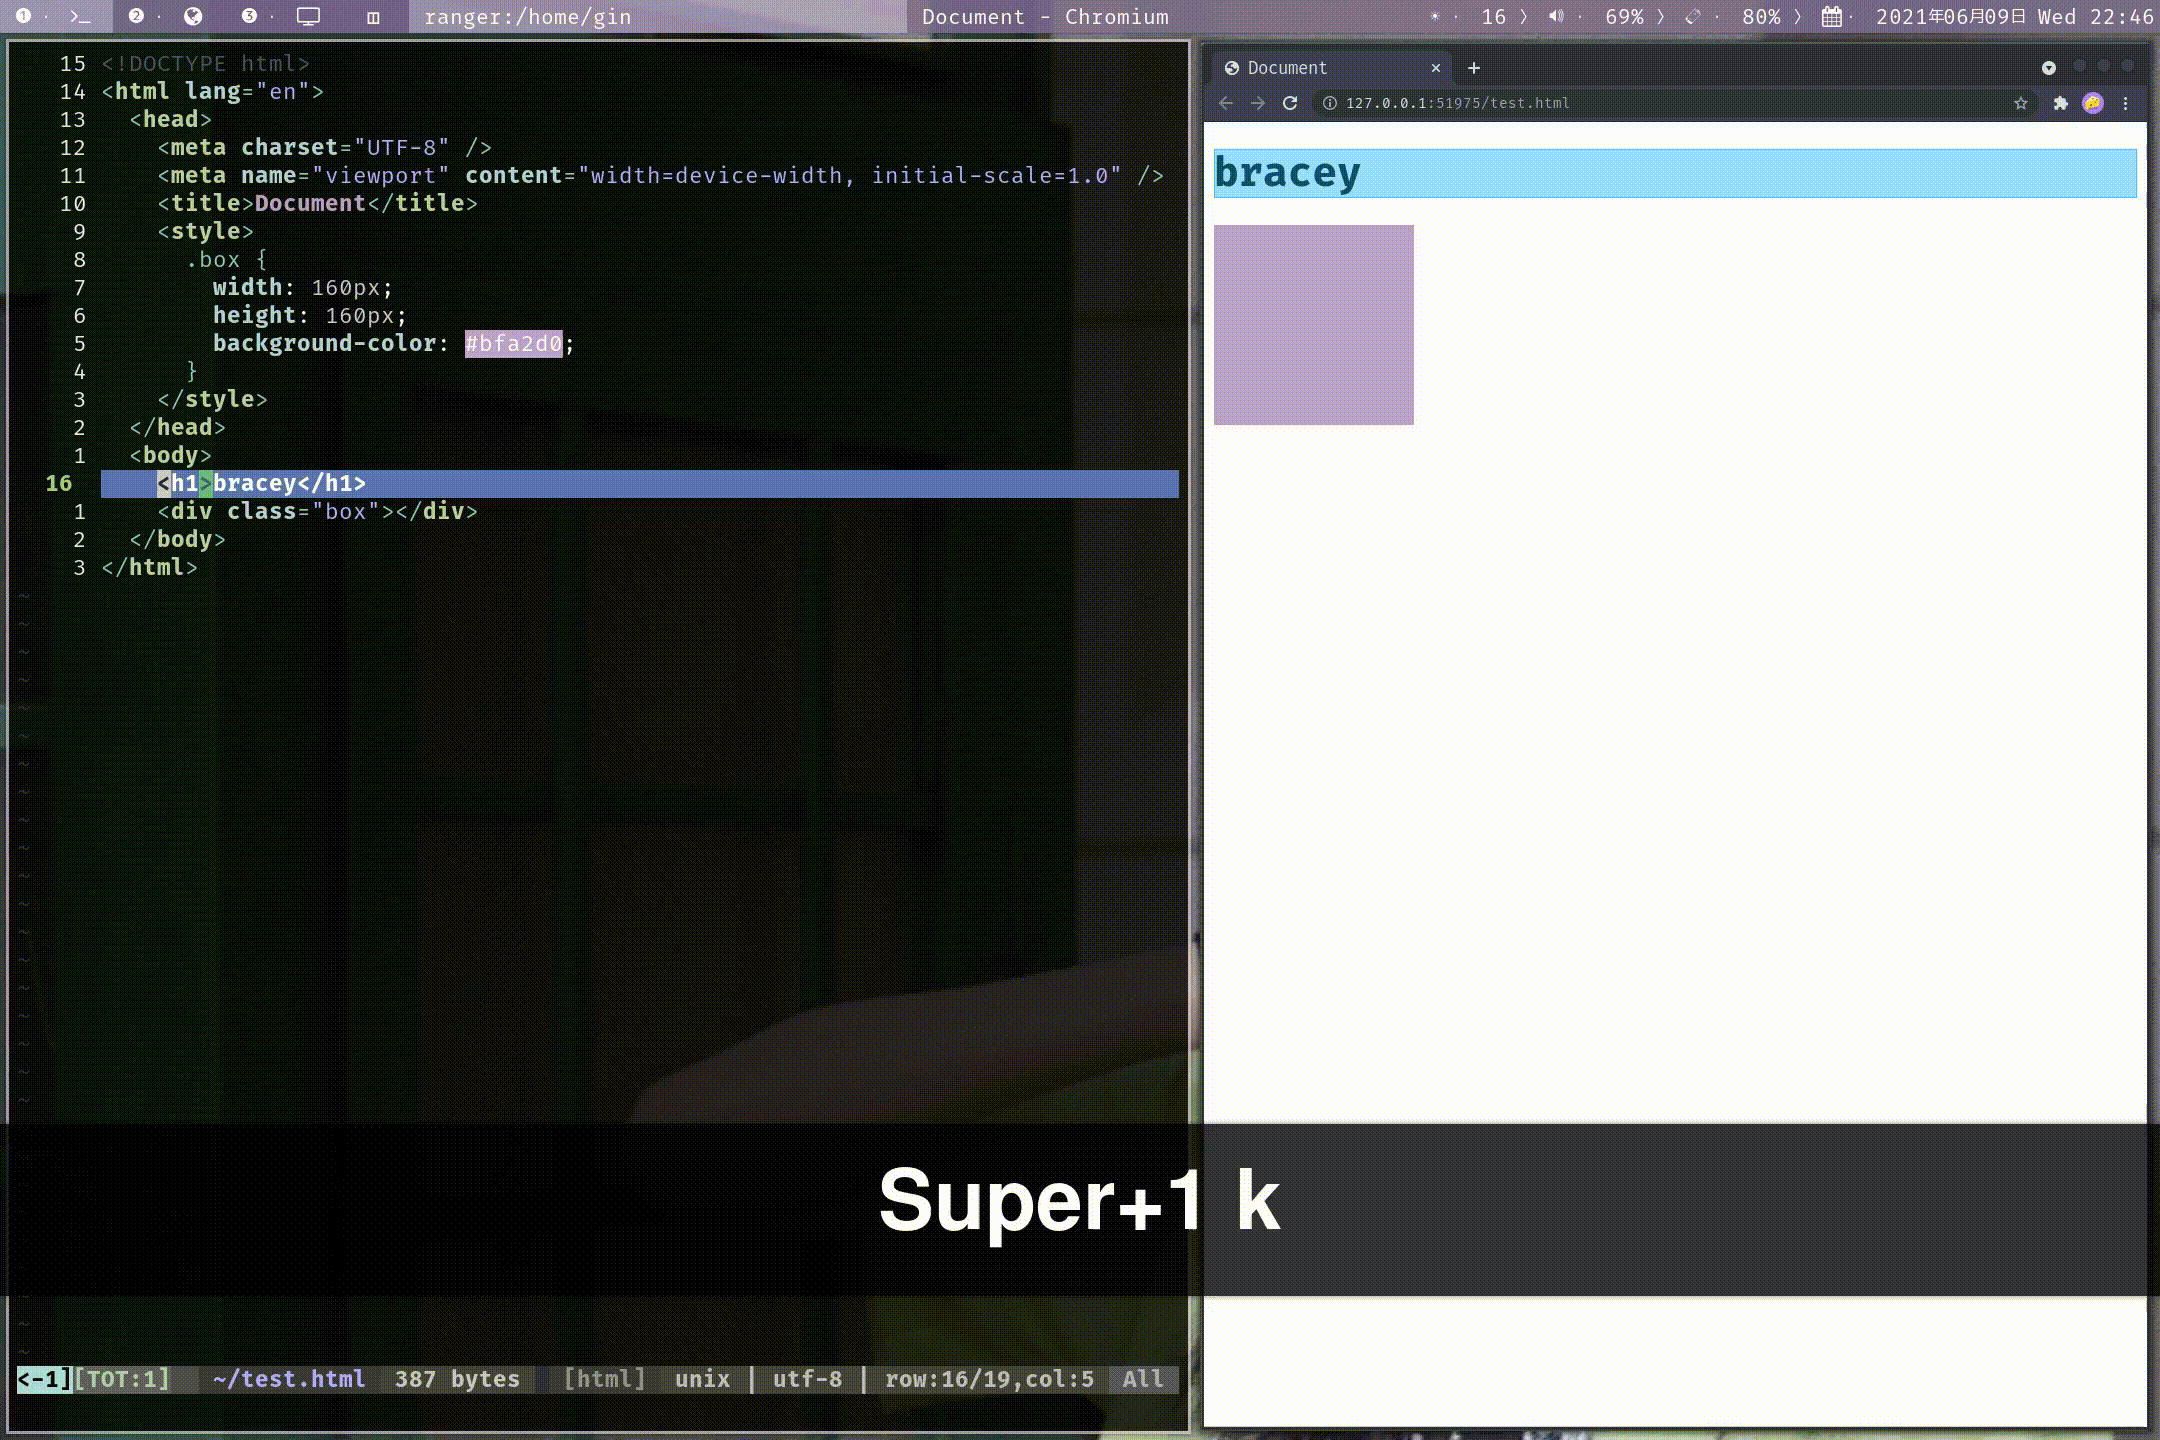 1 · >_ 2 · 3 · ranger:/home/gin Document - Chromium 16 〉 69% 〉 80% 〉 2021年06月09日 Wed 22:46
15 <!DOCTYPE html>
14 <html lang="en">
13   <head>
12     <meta charset="UTF-8" />
11     <meta name="viewport" content="width=device-width, initial-scale=1.0" />
10     <title>Document</title>
9     <style>
8       .box {
7         width: 160px;
6         height: 160px;
5         background-color: #bfa2d0;
4       }
3     </style>
2   </head>
1   <body>
16     <h1>bracey</h1>
1     <div class="box"></div>
2   </body>
3 </html>
<-1][TOT:1] ~/test.html 387 bytes [html] unix | utf-8 | row:16/19,col:5 All
Document × +
127.0.0.1:51975/test.html
bracey
Super+1 k